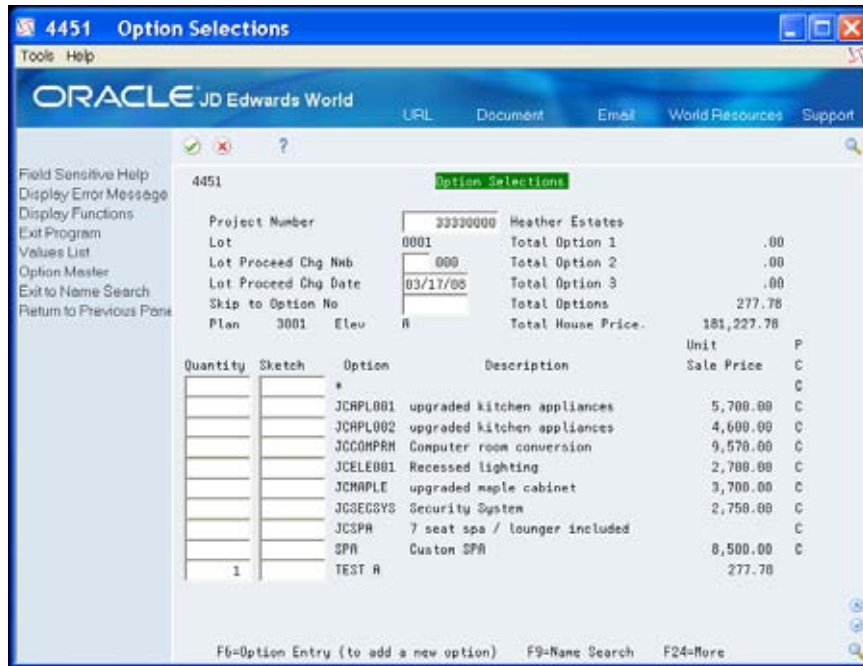 4451 Option Selections
Tools Help
ORACLE JD Edwards World
URL Document Email World Resources Support
?
Field Sensitive Help
Display Error Message
Display Functions
Exit Program
Values List
Option Master
Exit to Name Search
Return to Previous Pane
4451 Option Selections
Project Number 33330000 Heather Estates
Lot 0001 Total Option 1 .00
Lot Proceed Chg Nmb 000 Total Option 2 .00
Lot Proceed Chg Date 03/17/08 Total Option 3 .00
Skip to Option No Total Options 277.78
Plan 3001 Elev A Total House Price. 181,227.78
Unit P
Quantity Sketch Option Description Sale Price C
* C
JCAPL001 upgraded kitchen appliances 5,700.00 C
JCAPL002 upgraded kitchen appliances 4,600.00 C
JCCOMPRM Computer room conversion 9,570.00 C
JCELE001 Recessed lighting 2,700.00 C
JCMAPLE upgraded maple cabinet 3,700.00 C
JCSECSYS Security System 2,750.00 C
JCSPA 7 seat spa / lounger included C
SPA Custom SPA 8,500.00 C
1 TEST A 277.78
F6=Option Entry (to add a new option) F9=Name Search F24=More